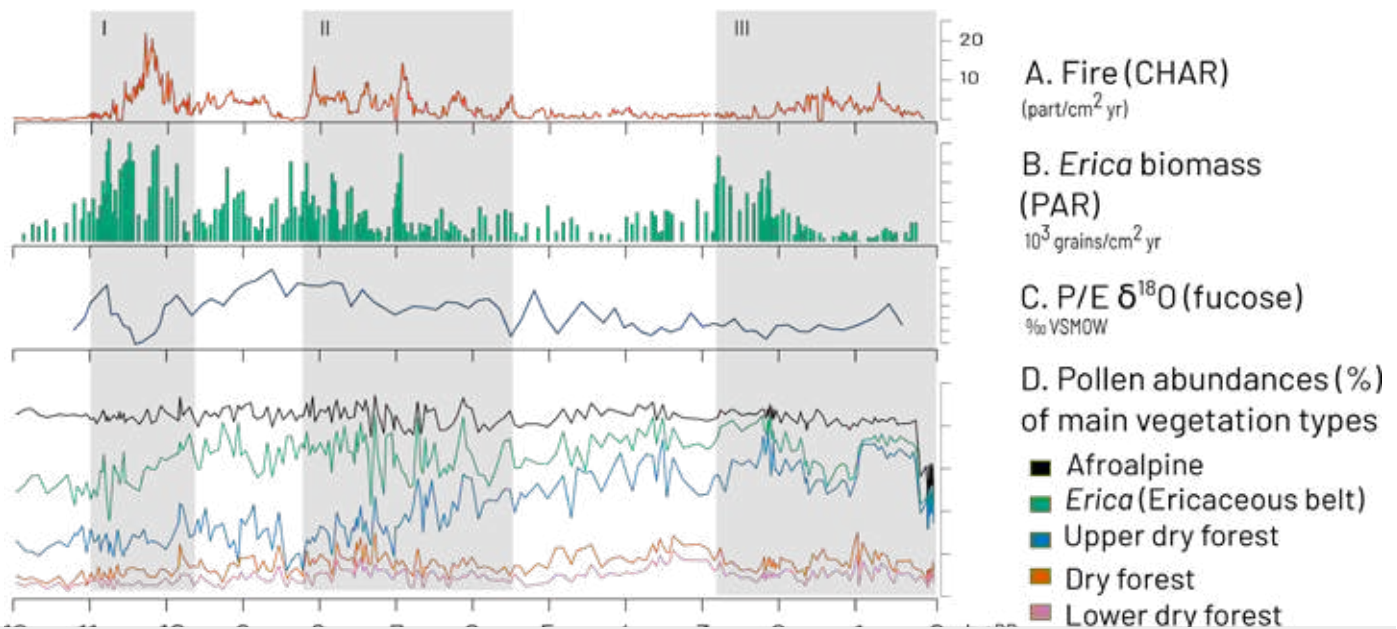 I II III
20
10
A. Fire (CHAR)
(part/cm² yr)
B. Erica biomass
(PAR)
10³ grains/cm² yr
C. P/E δ¹⁸O (fucose)
‰ VSMOW
D. Pollen abundances (%)
of main vegetation types
Afroalpine
Erica (Ericaceous belt)
Upper dry forest
Dry forest
Lower dry forest